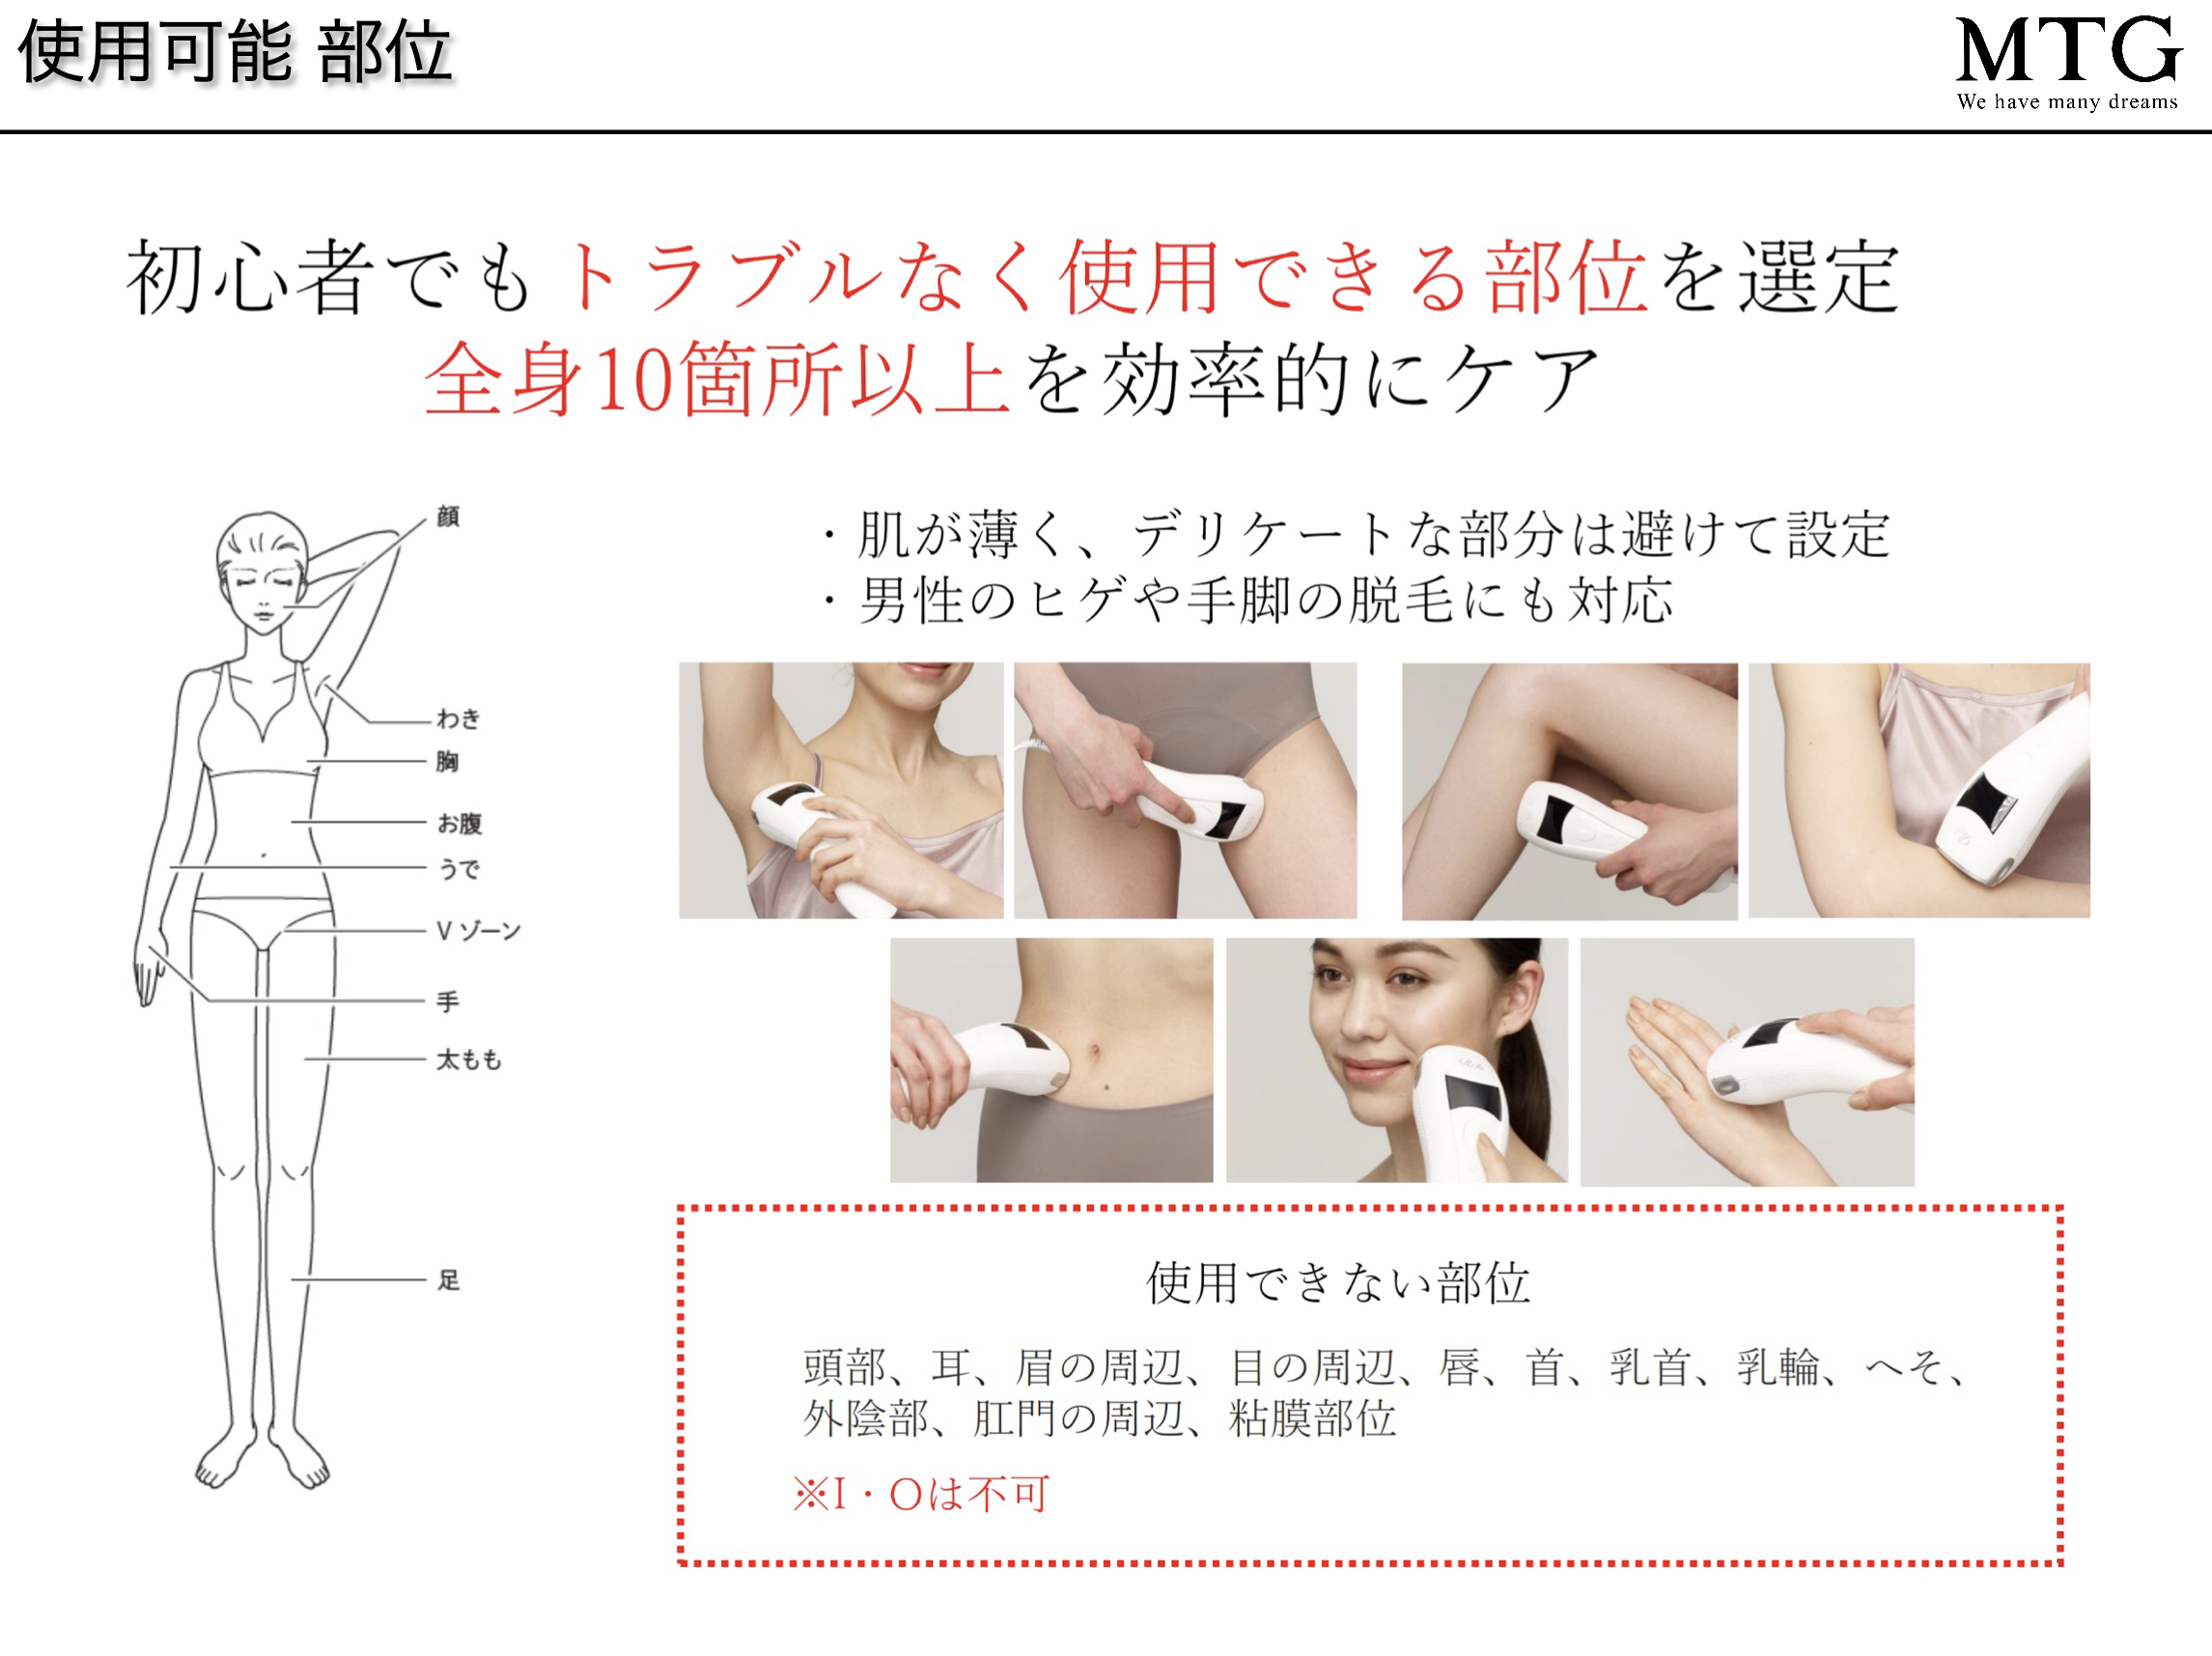 使用可能 部位
MTG
We have many dreams
初心者でもトラブルなく使用できる部位を選定
全身10箇所以上を効率的にケア
・肌が薄く、デリケートな部分は避けて設定
・男性のヒゲや手脚の脱毛にも対応
顔
わき
胸
お腹
うで
V ゾーン
手
太もも
足
使用できない部位
頭部、耳、眉の周辺、目の周辺、唇、首、乳首、乳輪、へそ、
外陰部、肛門の周辺、粘膜部位
※I・Oは不可